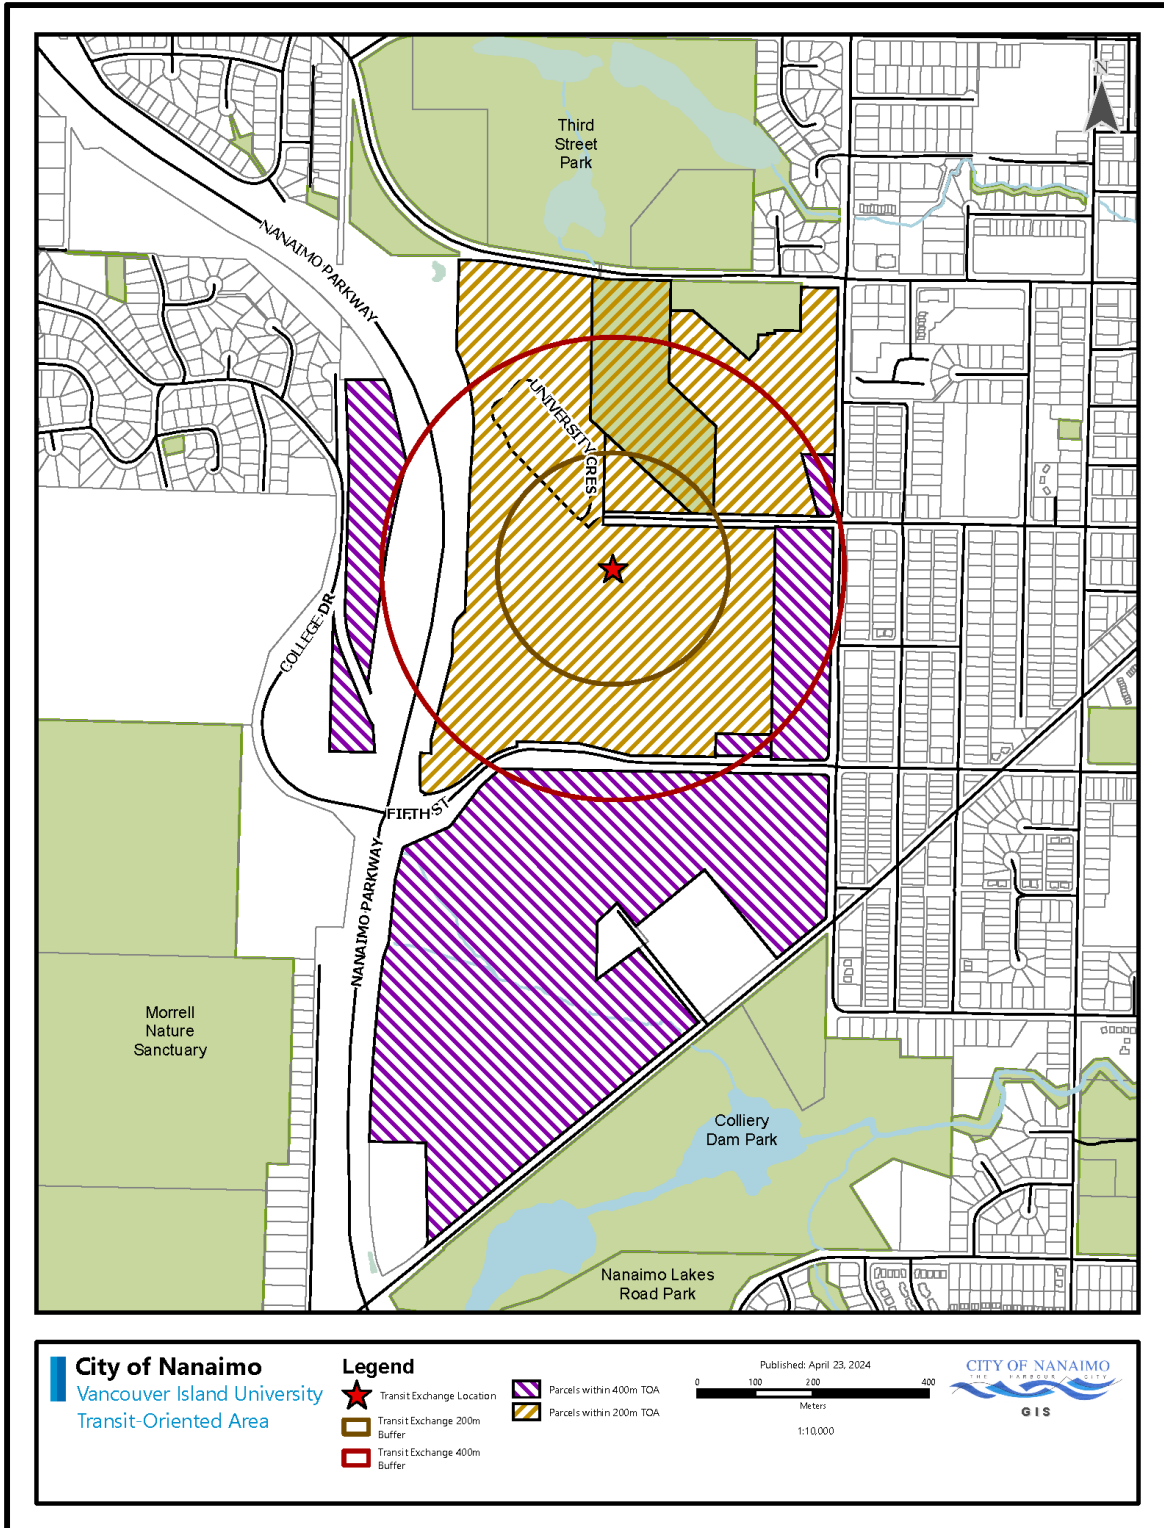 N
Third
Street
Park
NANAIMO PARKWAY
UNIVERSITY CRES
COLLEGE DR
FIFTH ST
NANAIMO PARKWAY
Morrell
Nature
Sanctuary
Colliery
Dam Park
Nanaimo Lakes
Road Park
City of Nanaimo
Vancouver Island University
Transit-Oriented Area
Legend
Transit Exchange Location
Transit Exchange 200m
Buffer
Transit Exchange 400m
Buffer
Parcels within 400m TOA
Parcels within 200m TOA
Published: April 23, 2024
0 100 200 400
Meters
1:10,000
CITY OF NANAIMO
THE HARBOUR CITY
GIS